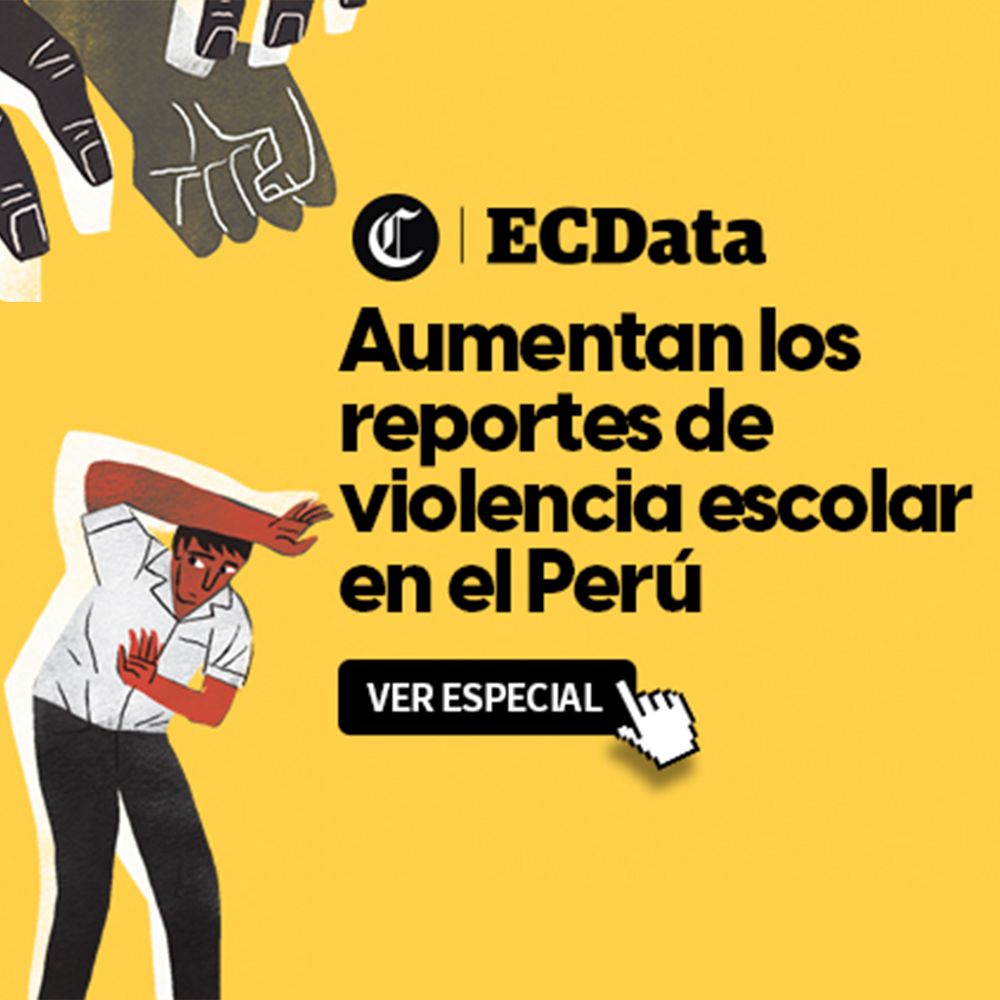 C | ECData
Aumentan los
reportes de
violencia escolar
en el Perú
VER ESPECIAL